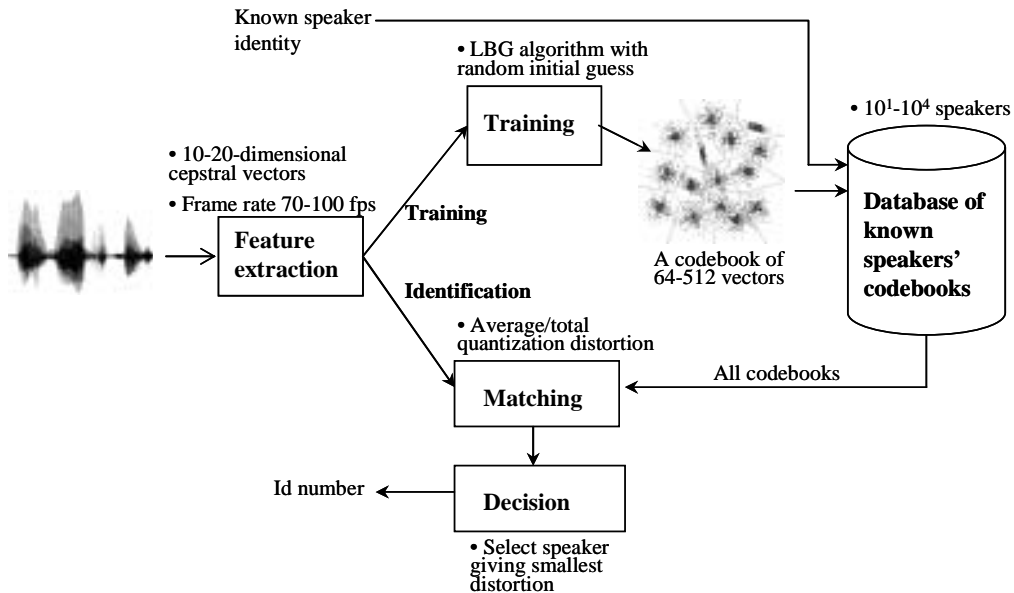 Known speaker
identity
• LBG algorithm with
random initial guess
Training
• 10¹-10⁴ speakers
• 10-20-dimensional
cepstral vectors
• Frame rate 70-100 fps
Training
Feature
extraction
Database of
known
speakers’
codebooks
A codebook of
64-512 vectors
Identification
• Average/total
quantization distortion
All codebooks
Matching
Id number
Decision
• Select speaker
giving smallest
distortion